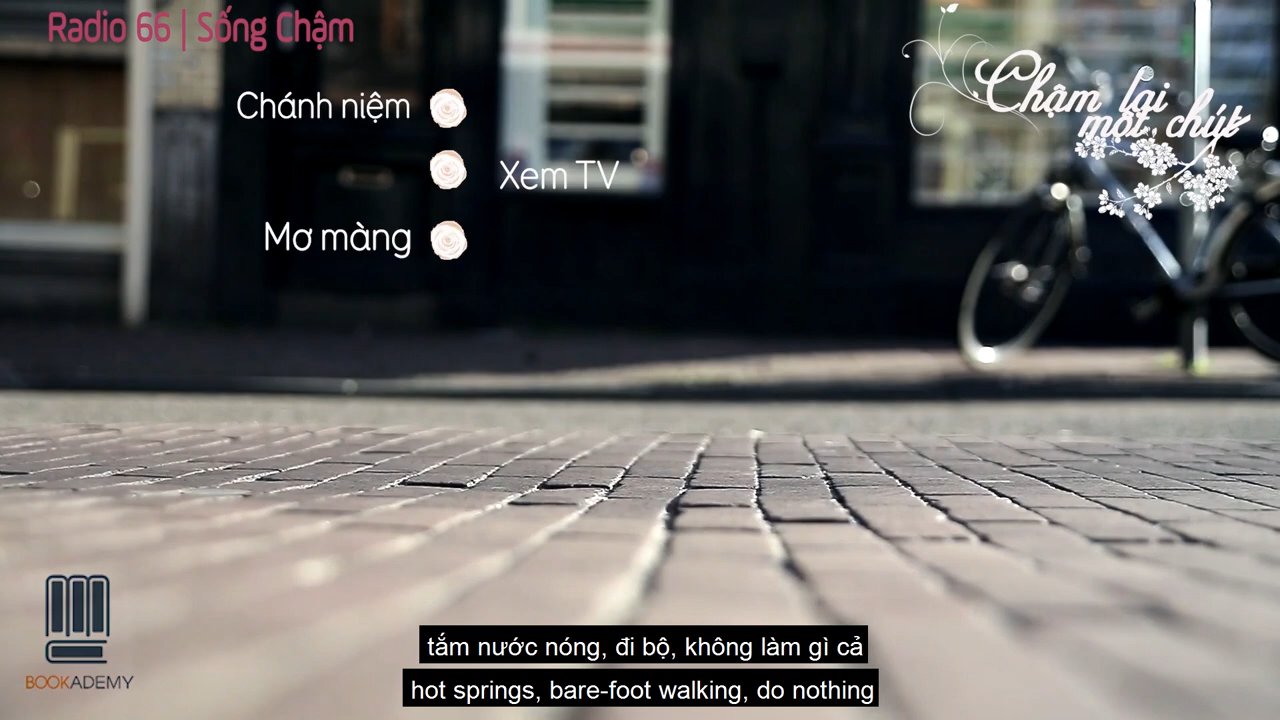 Radio 66 | Sống Chậm
Chậm lại
một chút
Chánh niệm
Xem TV
Mơ màng
BOOKADEMY
tắm nước nóng, đi bộ, không làm gì cả
hot springs, bare-foot walking, do nothing